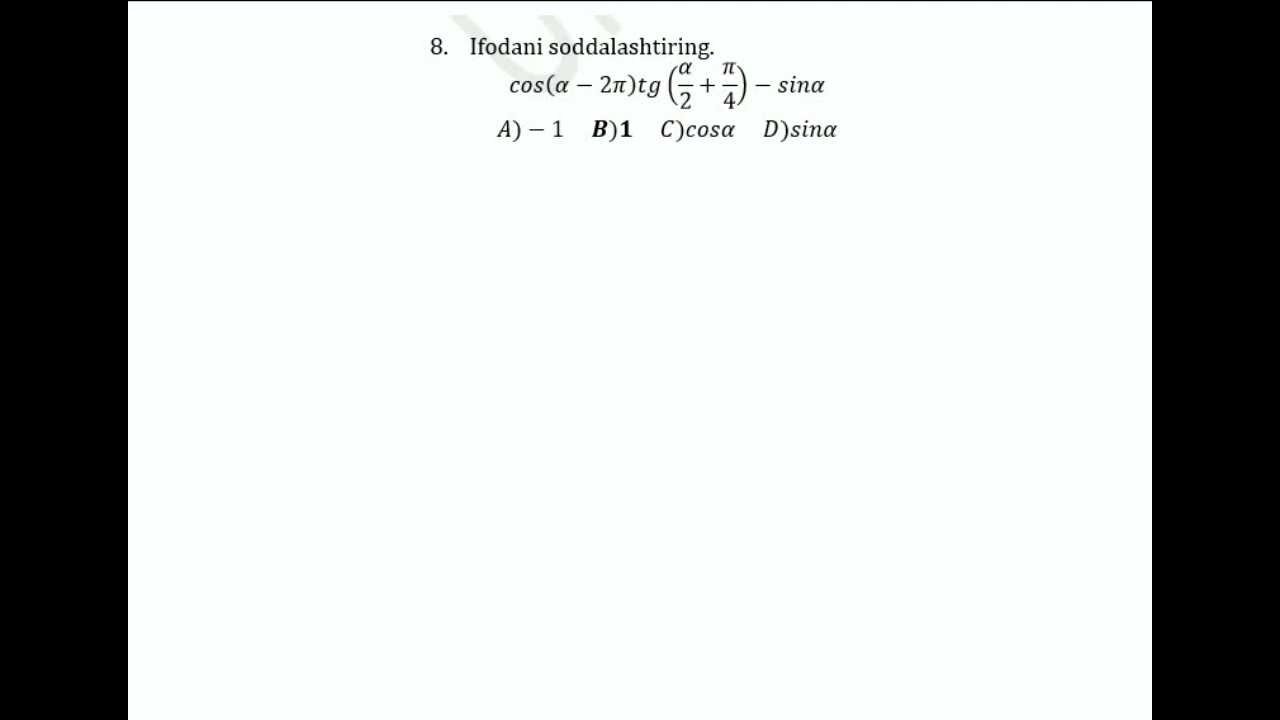 8. Ifodani soddalashtiring.
cos(α − 2π)tg (α/2 + π/4) − sinα
A) − 1 B)1 C)cosα D)sinα